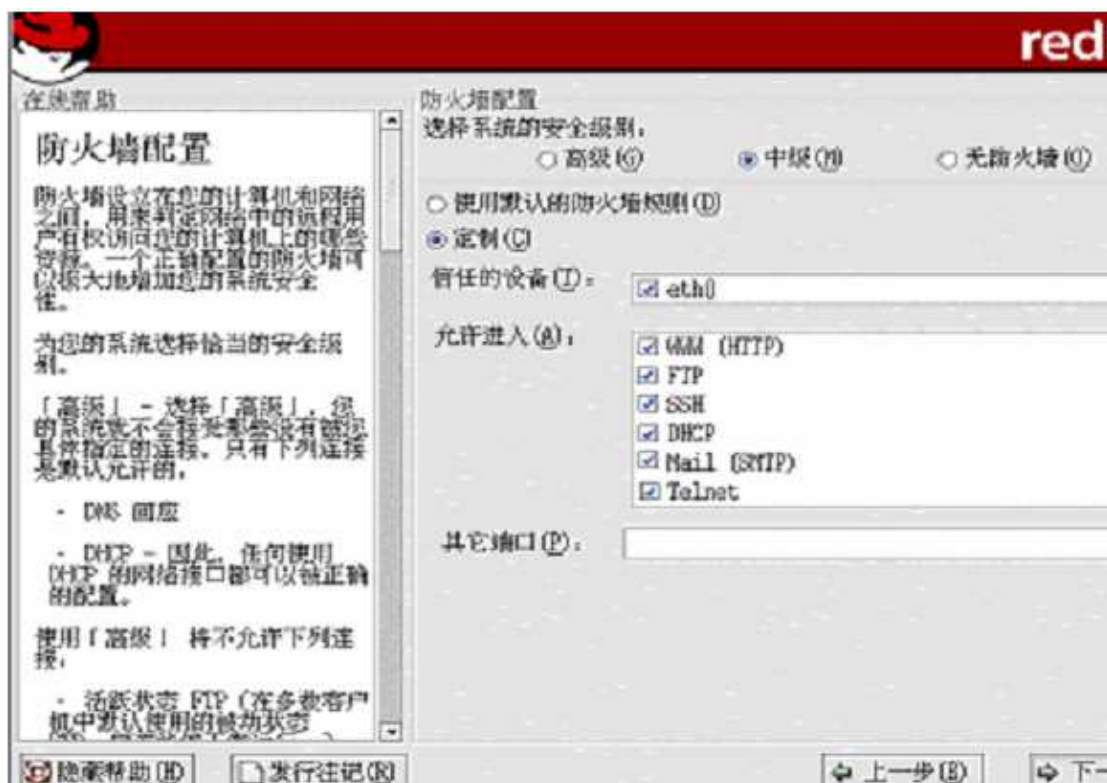 red
在线帮助
防火墙配置
防火墙设立在您的计算机和网络
之间，用来判定网络中的远程用
户有权访问您的计算机上的哪些
资源。一个正确配置的防火墙可
以极大地增加您的系统安全
性。
为您的系统选择恰当的安全级
别。
「高级」 - 选择「高级」，您
的系统就不会接受那些没有被您
具体指定的连接。只有下列连接
是默认允许的：
- DNS 回应
- DHCP - 因此，任何使用
DHCP 的网络接口都可以被正确
的配置。
使用「高级」 将不允许下列连
接：
- 活跃状态 FTP（在多数客户
机中默认使用的被动状态
隐藏帮助(H)
发行注记(R)
防火墙配置
选择系统的安全级别：
高级(G)
中级(M)
无防火墙(O)
使用默认的防火墙规则(D)
定制(C)
信任的设备(T)：
eth0
允许进入(A)：
WWW (HTTP)
FTP
SSH
DHCP
Mail (SMTP)
Telnet
其它端口(P)：
上一步(B)
下一